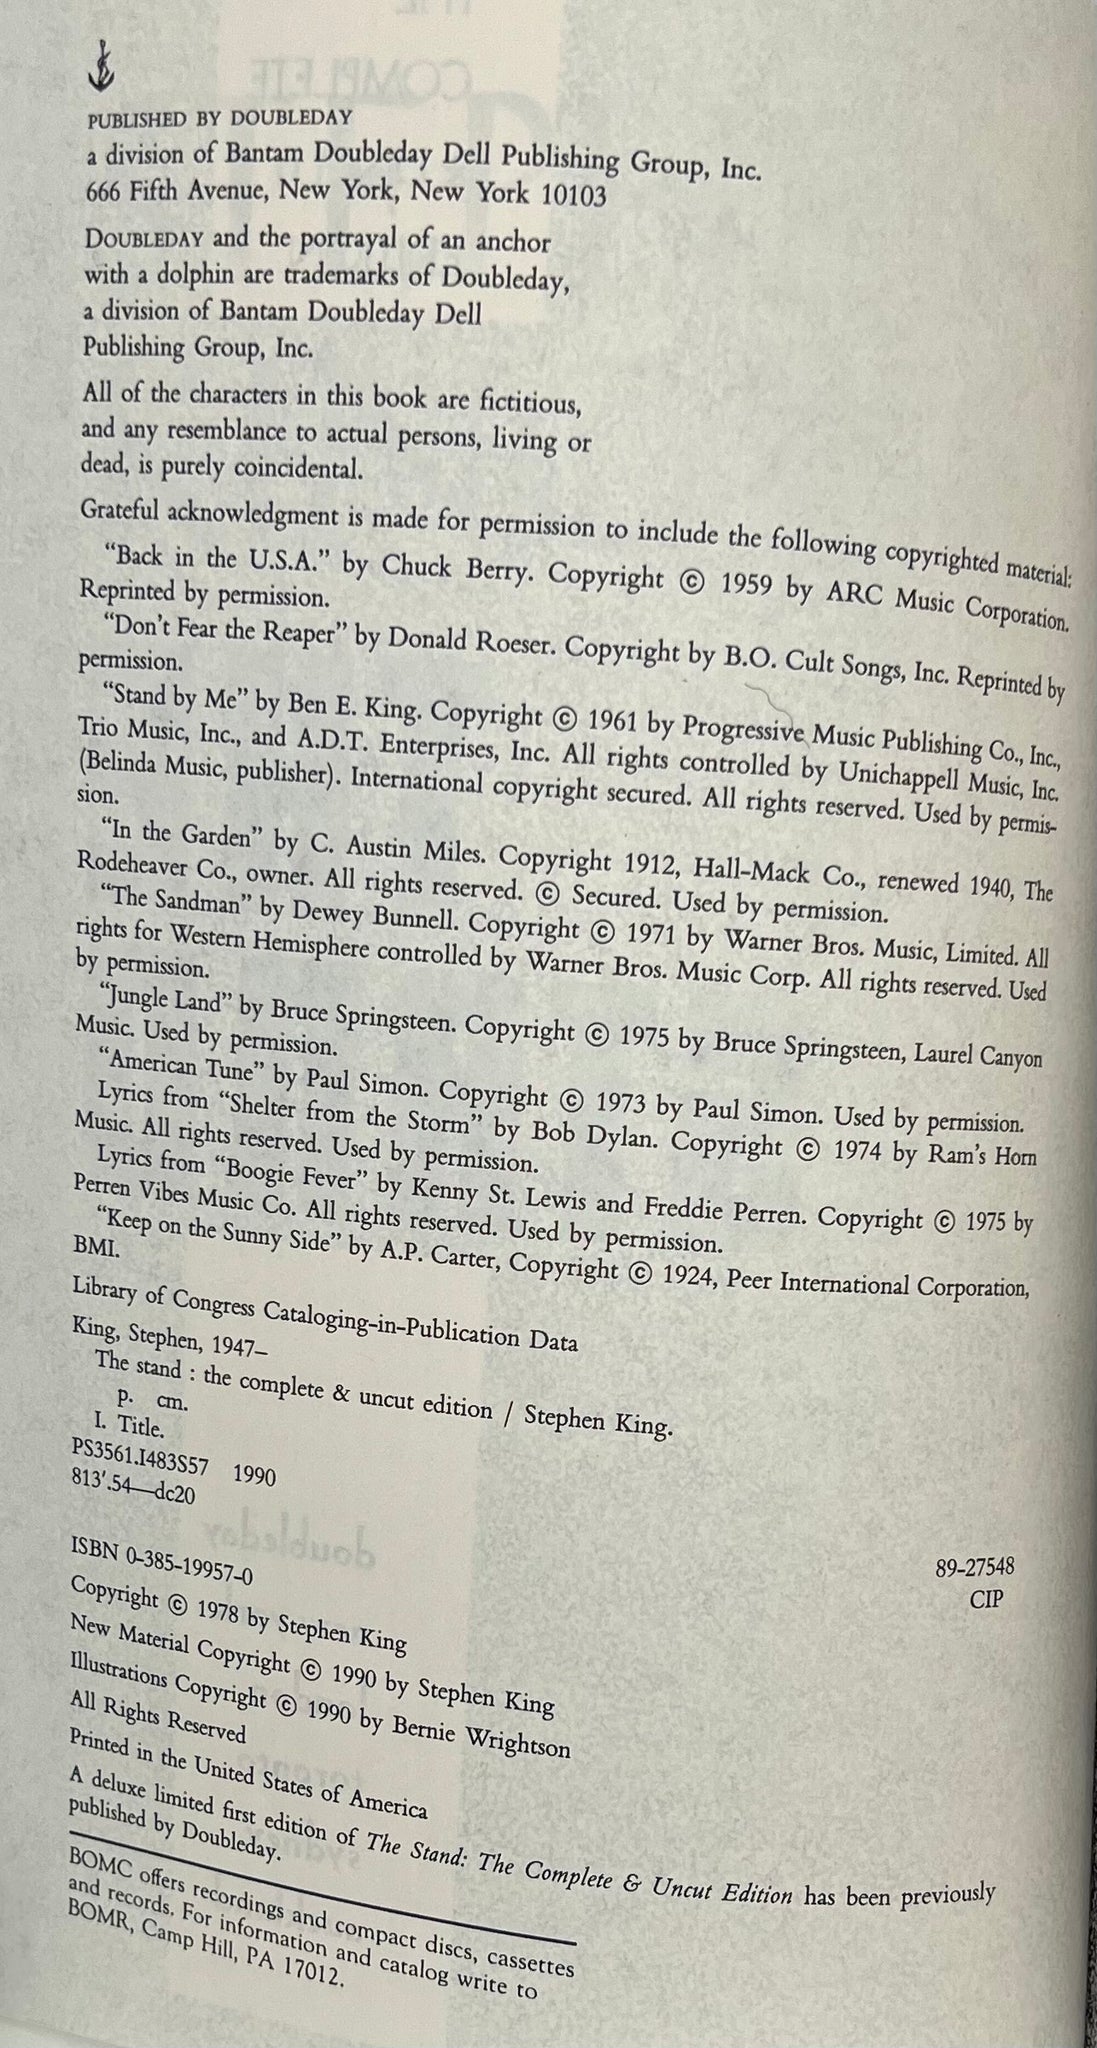 PUBLISHED BY DOUBLEDAY
a division of Bantam Doubleday Dell Publishing Group, Inc.
666 Fifth Avenue, New York, New York 10103
DOUBLEDAY and the portrayal of an anchor
with a dolphin are trademarks of Doubleday,
a division of Bantam Doubleday Dell
Publishing Group, Inc.
All of the characters in this book are fictitious,
and any resemblance to actual persons, living or
dead, is purely coincidental.
Grateful acknowledgment is made for permission to include the following copyrighted material:
“Back in the U.S.A.” by Chuck Berry. Copyright © 1959 by ARC Music Corporation.
Reprinted by permission.
“Don't Fear the Reaper” by Donald Roeser. Copyright by B.O. Cult Songs, Inc. Reprinted by
permission.
“Stand by Me” by Ben E. King. Copyright © 1961 by Progressive Music Publishing Co., Inc.,
Trio Music, Inc., and A.D.T. Enterprises, Inc. All rights controlled by Unichappell Music, Inc.
(Belinda Music, publisher). International copyright secured. All rights reserved. Used by permis-
sion.
“In the Garden” by C. Austin Miles. Copyright 1912, Hall-Mack Co., renewed 1940, The
Rodeheaver Co., owner. All rights reserved. © Secured. Used by permission.
“The Sandman” by Dewey Bunnell. Copyright © 1971 by Warner Bros. Music, Limited. All
rights for Western Hemisphere controlled by Warner Bros. Music Corp. All rights reserved. Used
by permission.
“Jungle Land” by Bruce Springsteen. Copyright © 1975 by Bruce Springsteen, Laurel Canyon
Music. Used by permission.
“American Tune” by Paul Simon. Copyright © 1973 by Paul Simon. Used by permission.
Lyrics from “Shelter from the Storm” by Bob Dylan. Copyright © 1974 by Ram's Horn
Music. All rights reserved. Used by permission.
Lyrics from “Boogie Fever” by Kenny St. Lewis and Freddie Perren. Copyright © 1975 by
Perren Vibes Music Co. All rights reserved. Used by permission.
“Keep on the Sunny Side” by A.P. Carter, Copyright © 1924, Peer International Corporation,
BMI.
Library of Congress Cataloging-in-Publication Data
King, Stephen, 1947–
The stand : the complete & uncut edition / Stephen King.
p. cm.
I. Title.
PS3561.I483S57 1990
813'.54—dc20
89-27548
CIP
ISBN 0-385-19957-0
Copyright © 1978 by Stephen King
New Material Copyright © 1990 by Stephen King
Illustrations Copyright © 1990 by Bernie Wrightson
All Rights Reserved
Printed in the United States of America
A deluxe limited first edition of The Stand: The Complete & Uncut Edition has been previously
published by Doubleday.
BOMC offers recordings and compact discs, cassettes
and records. For information and catalog write to
BOMR, Camp Hill, PA 17012.